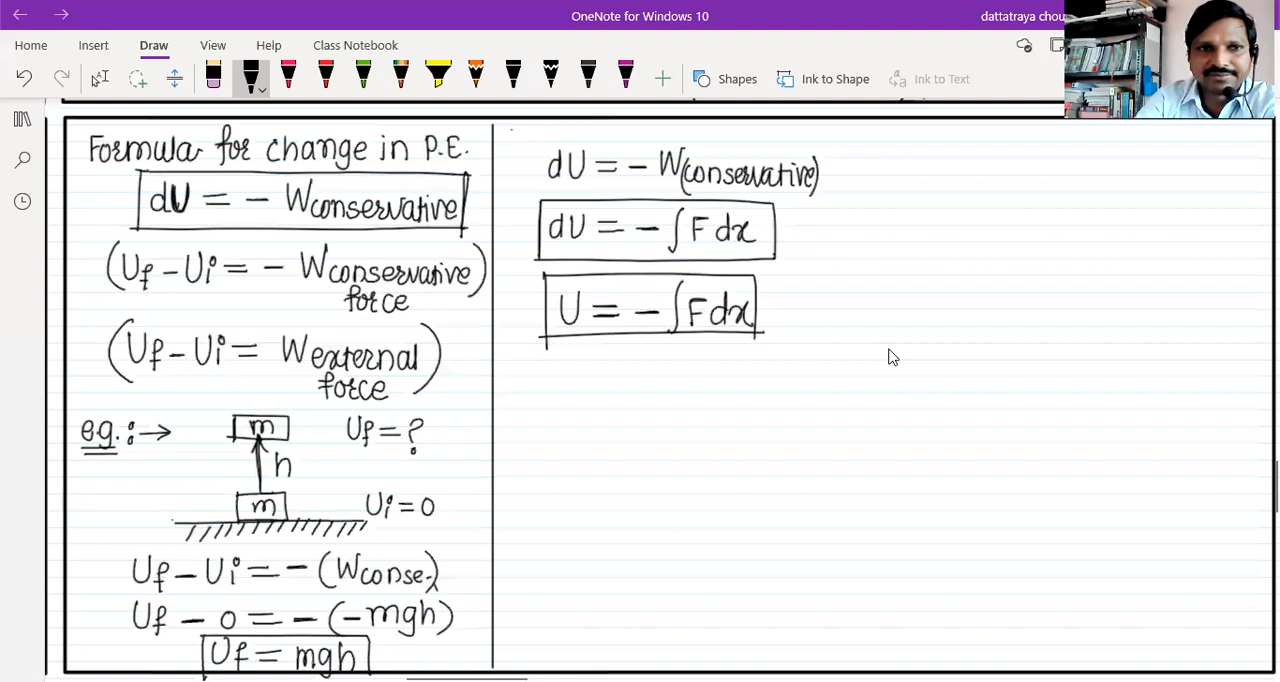 OneNote for Windows 10
dattatraya chou
Home Insert Draw View Help Class Notebook
Shapes Ink to Shape Ink to Text
Formula for change in P.E.
dU = - Wconservative
(Uf - Ui = - Wconservative force)
(Uf - Ui = Wexternal force)
e.g. :→ m Uf = ?
h
m Ui = 0
Uf - Ui = - (Wconse.)
Uf - 0 = - (-mgh)
Uf = mgh
dU = - W(conservative)
dU = - ∫F dx
U = - ∫F dx